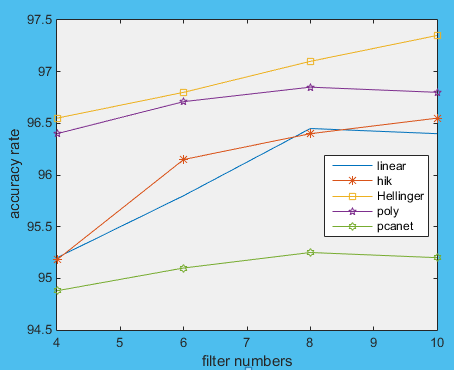 97.5
97
96.5
96
95.5
95
94.5
accuracy rate
linear
hik
Hellinger
poly
pcanet
4 5 6 7 8 9 10
filter numbers